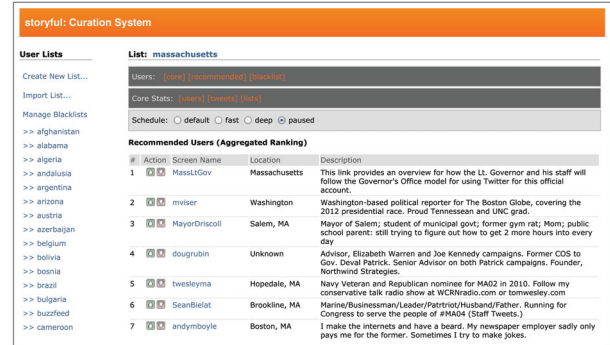 storyful: Curation System
User Lists
Create New List...
Import List...
Manage Blacklists
>> afghanistan
>> alabama
>> algeria
>> andalusia
>> argentina
>> arizona
>> austria
>> azerbaijan
>> belgium
>> bolivia
>> bosnia
>> brazil
>> bulgaria
>> buzzfeed
>> cameroon
List: massachusetts
Users: [core] [recommended] [blacklist]
Core Stats: [users] [tweets] [lists]
Schedule: default fast deep paused
Recommended Users (Aggregated Ranking)
# Action Screen Name Location Description
1 MassLtGov Massachusetts This link provides an overview for how the Lt. Governor and his staff will
follow the Governor's Office model for using Twitter for this official
account.
2 mviser Washington Washington-based political reporter for The Boston Globe, covering the
2012 presidential race. Proud Tennessean and UNC grad.
3 MayorDriscoll Salem, MA Mayor of Salem; student of municipal govt; former gym rat; Mom; public
school parent: still trying to figure out how to get 2 more hours into every
day
4 dougrubin Unknown Advisor, Elizabeth Warren and Joe Kennedy campaigns. Former COS to
Gov. Deval Patrick. Senior Advisor on both Patrick campaigns. Founder,
Northwind Strategies.
5 twesleyma Hopedale, MA Navy Veteran and Republican nominee for MA02 in 2010. Follow my
conservative talk radio show at WCRNradio.com or tomwesley.com
6 SeanBielat Brookline, MA Marine/Businessman/Leader/Patrtriot/Husband/Father. Running for
Congress to serve the people of #MA04 (Staff Tweets.)
7 andymboyle Boston, MA I make the internets and have a beard. My newspaper employer sadly only
pays me for the former. Sometimes I try to make jokes.